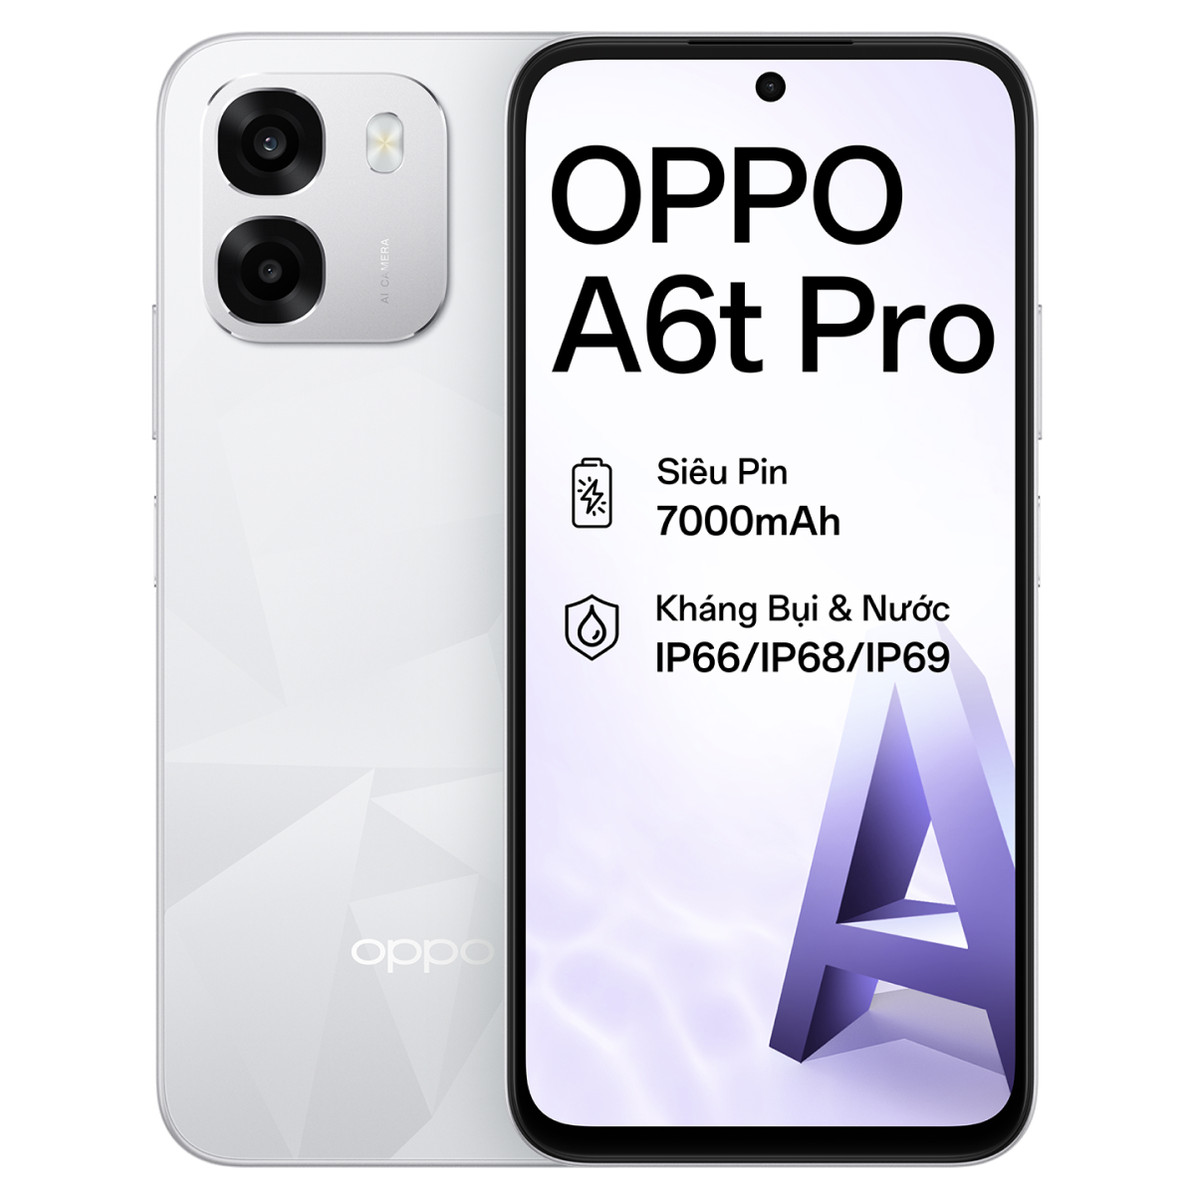 AI CAMERA
oppo
OPPO
A6t Pro
Siêu Pin
7000mAh
Kháng Bụi & Nước
IP66/IP68/IP69